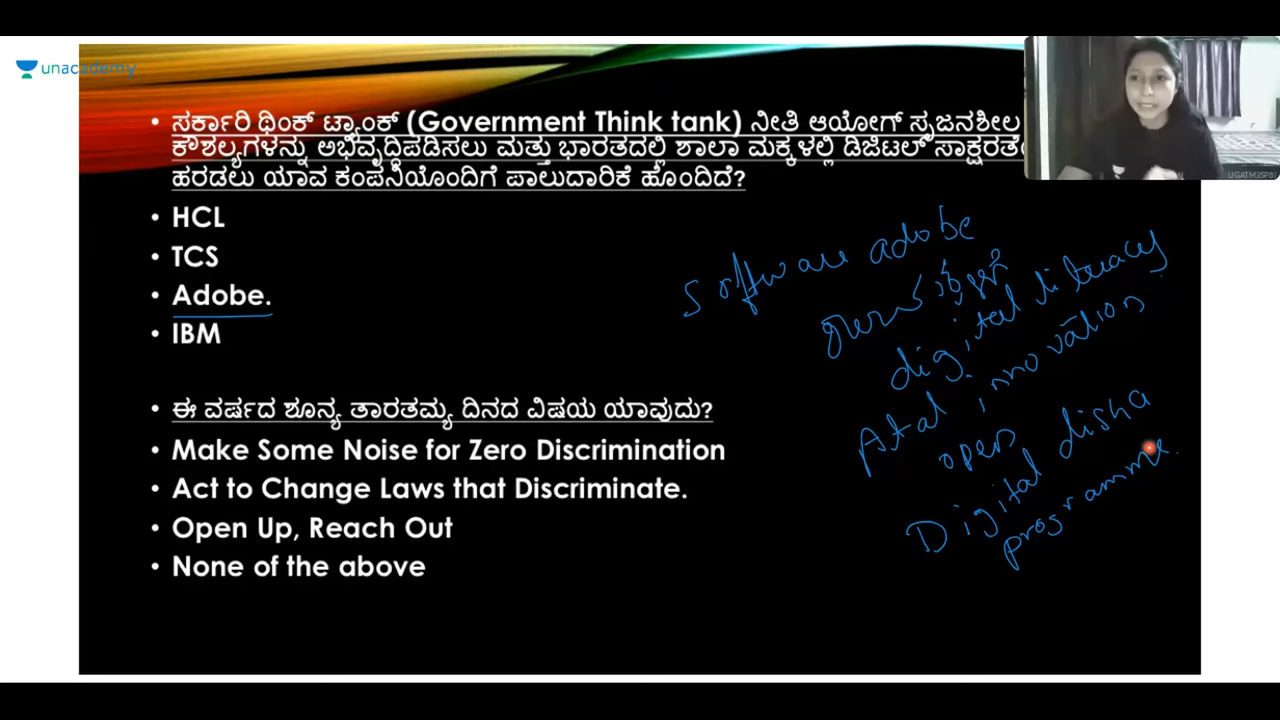 unacademy
• ಸರ್ಕಾರಿ ಥಿಂಕ್ ಟ್ಯಾಂಕ್ (Government Think tank) ನೀತಿ ಆಯೋಗ್ ಸೃಜನಶೀಲ
ಕೌಶಲ್ಯಗಳನ್ನು ಅಭಿವೃದ್ಧಿಪಡಿಸಲು ಮತ್ತು ಭಾರತದಲ್ಲಿ ಶಾಲಾ ಮಕ್ಕಳಲ್ಲಿ ಡಿಜಿಟಲ್
ಹರಡಲು ಯಾವ ಕಂಪನಿಯೊಂದಿಗೆ ಪಾಲುದಾರಿಕೆ ಹೊಂದಿದೆ?
• HCL
• TCS
• Adobe.
• IBM
• ಈ ವರ್ಷದ ಶೂನ್ಯ ತಾರತಮ್ಯ ದಿನದ ವಿಷಯ ಯಾವುದು?
• Make Some Noise for Zero Discrimination
• Act to Change Laws that Discriminate.
• Open Up, Reach Out
• None of the above
software adobe
digital literacy
Atal innovation
open
Digital disha
programme.
UGATM35P8J